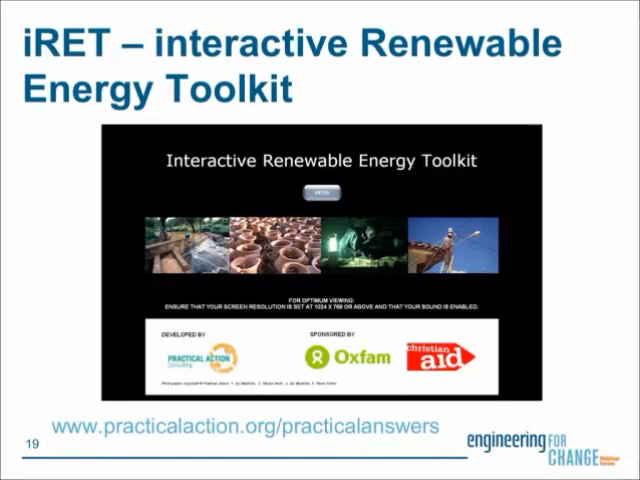 iRET – interactive Renewable
Energy Toolkit
Interactive Renewable Energy Toolkit
ENTER
FOR OPTIMUM VIEWING:
ENSURE THAT YOUR SCREEN RESOLUTION IS SET AT 1024 X 768 OR ABOVE AND THAT YOUR SOUND IS ENABLED.
DEVELOPED BY
SPONSORED BY
PRACTICAL ACTION
Consulting
Oxfam
christian
aid
www.practicalaction.org/practicalanswers
19
engineering FOR
CHANGE Webinar
Series